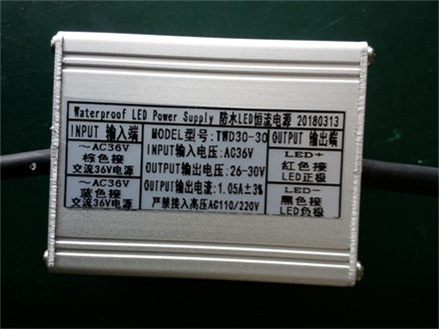 Waterproof LED Power Supply 防水LED恒流电源 20180313
INPUT 输入端
~AC36V
棕色接
交流36V电源
~AC36V
蓝色接
交流36V电源
MODEL型号:TWD30-30
INPUT输入电压:AC36V
OUTPUT输出电压:26-30V
OUTPUT输出电流:1.05A±3%
严禁接入高压AC110/220V
OUTPUT 输出端
LED+
红色接
LED正极
LED-
黑色接
LED负极